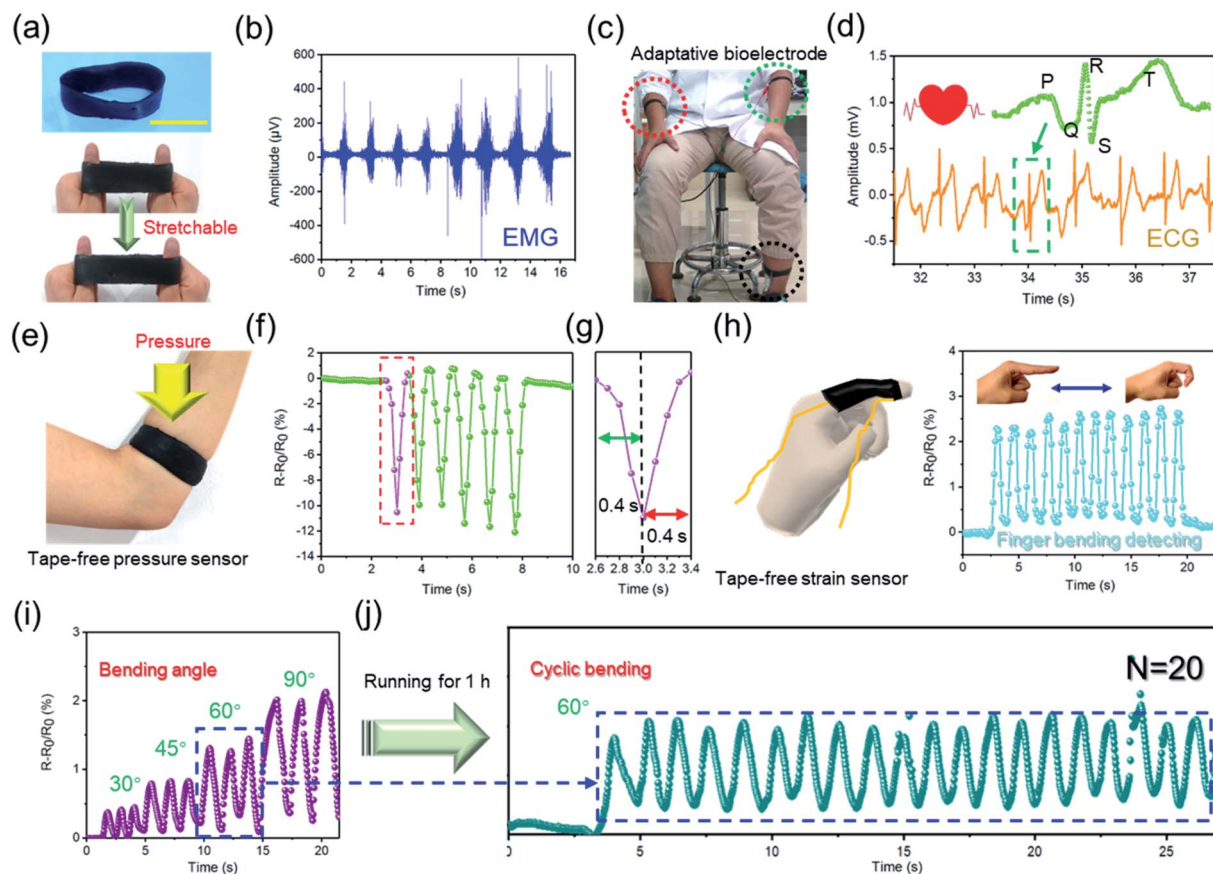 (a)
Stretchable
(b)
Amplitude (μV)
600
400
200
0
-200
-400
-600
EMG
0 2 4 6 8 10 12 14 16
Time (s)
(c)
Adaptative bioelectrode
(d)
Amplitude (mV)
1.5
1.0
0.5
0.0
-0.5
P
Q
R
S
T
ECG
32 33 34 35 36 37
Time (s)
(e)
Pressure
Tape-free pressure sensor
(f)
R-R0/R0 (%)
2
0
-2
-4
-6
-8
-10
-12
-14
0 2 4 6 8 10
Time (s)
(g)
0.4 s
0.4 s
2.6 2.8 3.0 3.2 3.4
Time (s)
(h)
Tape-free strain sensor
R-R0/R0 (%)
4
3
2
1
0
Finger bending detecting
0 5 10 15 20
Time (s)
(i)
R-R0/R0 (%)
3
2
1
0
Bending angle
30°
45°
60°
90°
0 5 10 15 20
Time (s)
(j)
Running for 1 h
Cyclic bending
N=20
60°
0 5 10 15 20 25
Time (s)